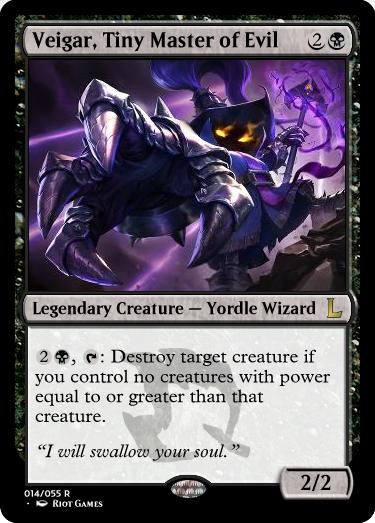 Veigar, Tiny Master of Evil 2
Legendary Creature — Yordle Wizard L
2 , : Destroy target creature if
you control no creatures with power
equal to or greater than that
creature.
“I will swallow your soul.”
2/2
014/055 R
· Riot Games